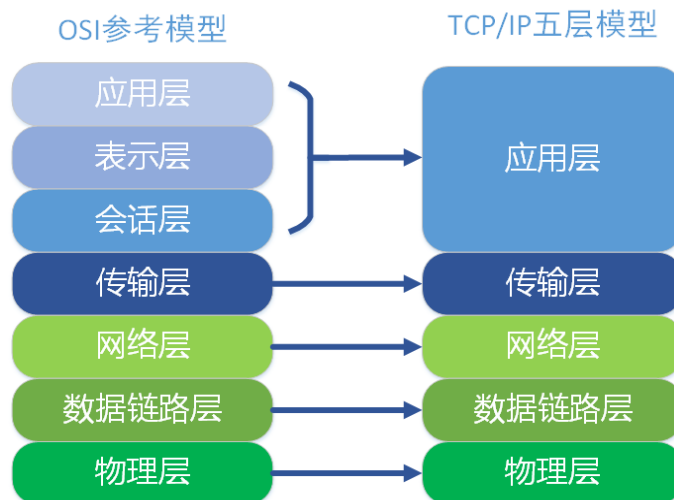 OSI参考模型
TCP/IP五层模型
应用层
表示层
会话层
传输层
网络层
数据链路层
物理层
应用层
传输层
网络层
数据链路层
物理层